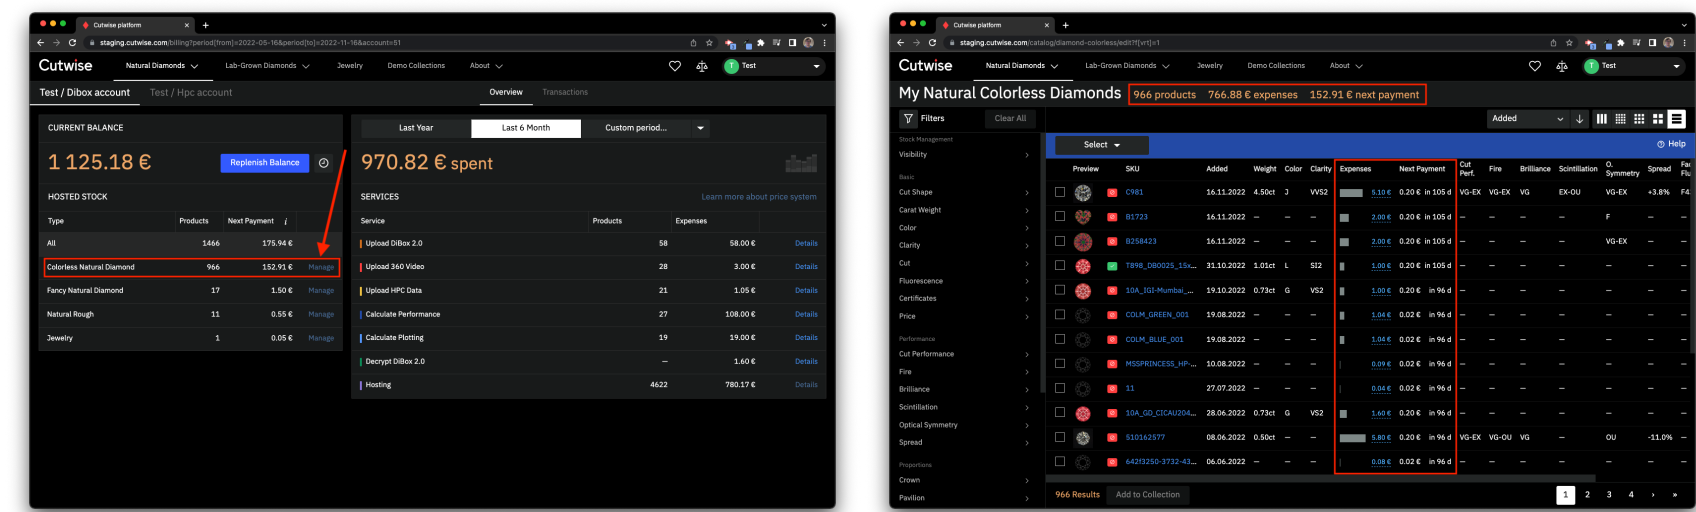 Cutwise platform
staging.cutwise.com/billing?period[from]=2022-05-16&period[to]=2022-11-16&account=51
Cutwise Natural Diamonds Lab-Grown Diamonds Jewelry Demo Collections About T Test
Test / Dibox account Test / Hpc account Overview Transactions
CURRENT BALANCE
1 125.18 € Replenish Balance
HOSTED STOCK
Type Products Next Payment i
All 1466 175.94 €
Colorless Natural Diamond 966 152.91 € Manage
Fancy Natural Diamond 17 1.50 € Manage
Natural Rough 11 0.55 € Manage
Jewelry 1 0.05 € Manage
Last Year Last 6 Month Custom period...
970.82 € spent
SERVICES Learn more about price system
Service Products Expenses
Upload DiBox 2.0 58 58.00 € Details
Upload 360 Video 28 3.00 € Details
Upload HPC Data 21 1.05 € Details
Calculate Performance 27 108.00 € Details
Calculate Plotting 19 19.00 € Details
Decrypt DiBox 2.0 — 1.60 € Details
Hosting 4622 780.17 € Details
Cutwise platform
staging.cutwise.com/catalog/diamond-colorless/edit?f[vrt]=1
Cutwise Natural Diamonds Lab-Grown Diamonds Jewelry Demo Collections About T Test
My Natural Colorless Diamonds 966 products 766.88 € expenses 152.91 € next payment
Filters Clear All Added
Stock Management
Visibility
Basic
Cut Shape
Carat Weight
Color
Clarity
Cut
Fluorescence
Certificates
Price
Performance
Cut Performance
Fire
Brilliance
Scintillation
Optical Symmetry
Spread
Proportions
Crown
Pavilion
Select Help
Preview SKU Added Weight Color Clarity Expenses Next Payment Cut Perf. Fire Brilliance Scintillation O. Symmetry Spread Fa Flu
C981 16.11.2022 4.50ct J VVS2 5.10 € 0.20 € in 105 d VG-EX VG-EX VG EX-OU VG-EX +3.8% F4
B1723 16.11.2022 — — — 2.00 € 0.20 € in 105 d — — — — F — —
B258423 16.11.2022 — — — 2.00 € 0.20 € in 105 d — — — — VG-EX — —
T898_DB0025_15x... 31.10.2022 1.01ct L SI2 1.00 € 0.20 € in 105 d — — — — — — —
10A_IGI-Mumbai_... 19.10.2022 0.73ct G VS2 1.00 € 0.20 € in 96 d — — — — — — —
COLM_GREEN_001 19.08.2022 — — — 1.04 € 0.20 € in 96 d — — — — — — —
COLM_BLUE_001 19.08.2022 — — — 1.04 € 0.20 € in 96 d — — — — — — —
MSSPRINCESS_HP-... 10.08.2022 — — — 0.09 € 0.02 € in 96 d — — — — — — —
11 27.07.2022 — — — 0.04 € 0.02 € in 96 d — — — — — — —
10A_GD_CICAU204... 28.06.2022 0.73ct G VS2 1.60 € 0.20 € in 96 d — — — — — — —
S10162577 08.06.2022 0.50ct — — 5.80 € 0.20 € in 96 d VG-EX VG-OU VG — OU -11.0% —
642f3250-3732-43... 06.06.2022 — — — 0.08 € 0.02 € in 96 d — — — — — — —
966 Results Add to Collection 1 2 3 4 › »